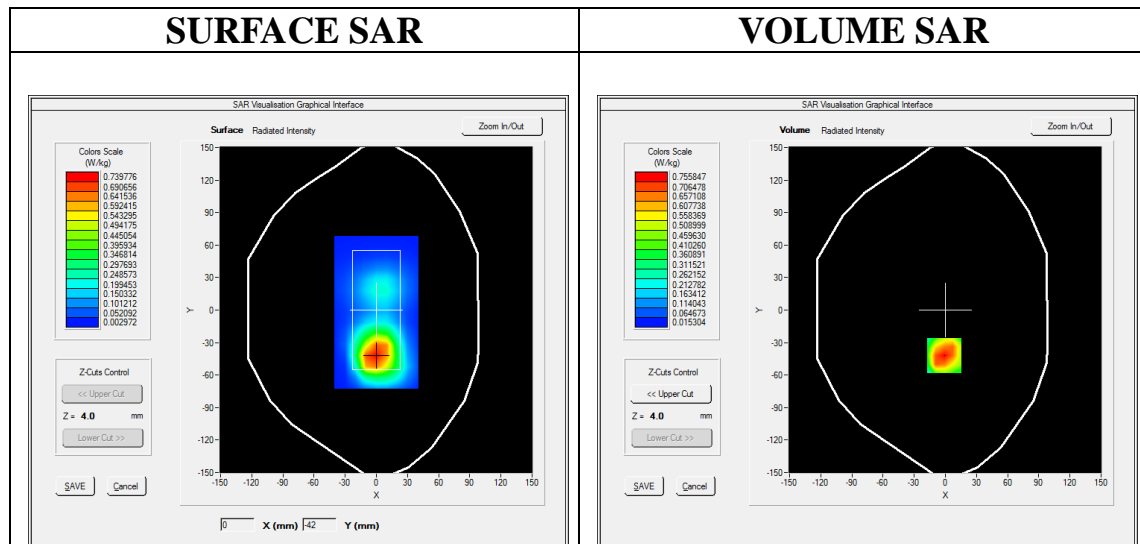 SURFACE SAR
VOLUME SAR
SAR Visualisation Graphical Interface
Surface Radiated Intensity
Zoom In/Out
Colors Scale
(W/kg)
0.739776
0.690656
0.641536
0.592415
0.543295
0.494175
0.445054
0.395934
0.346814
0.297693
0.248573
0.199453
0.150332
0.101212
0.052092
0.002972
Z-Cuts Control
<< Upper Cut
Z = 4.0 mm
Lower Cut >>
SAVE Cancel
Y
150
120
90
60
30
0
-30
-60
-90
-120
-150
-150 -120 -90 -60 -30 0 30 60 90 120 150
X
0 X (mm) -42 Y (mm)
SAR Visualisation Graphical Interface
Volume Radiated Intensity
Zoom In/Out
Colors Scale
(W/kg)
0.755847
0.706478
0.657108
0.607738
0.558369
0.508999
0.459630
0.410260
0.360891
0.311521
0.262152
0.212782
0.163412
0.114043
0.064673
0.015304
Z-Cuts Control
<< Upper Cut
Z = 4.0 mm
Lower Cut >>
SAVE Cancel
Y
150
120
90
60
30
0
-30
-60
-90
-120
-150
-150 -120 -90 -60 -30 0 30 60 90 120 150
X